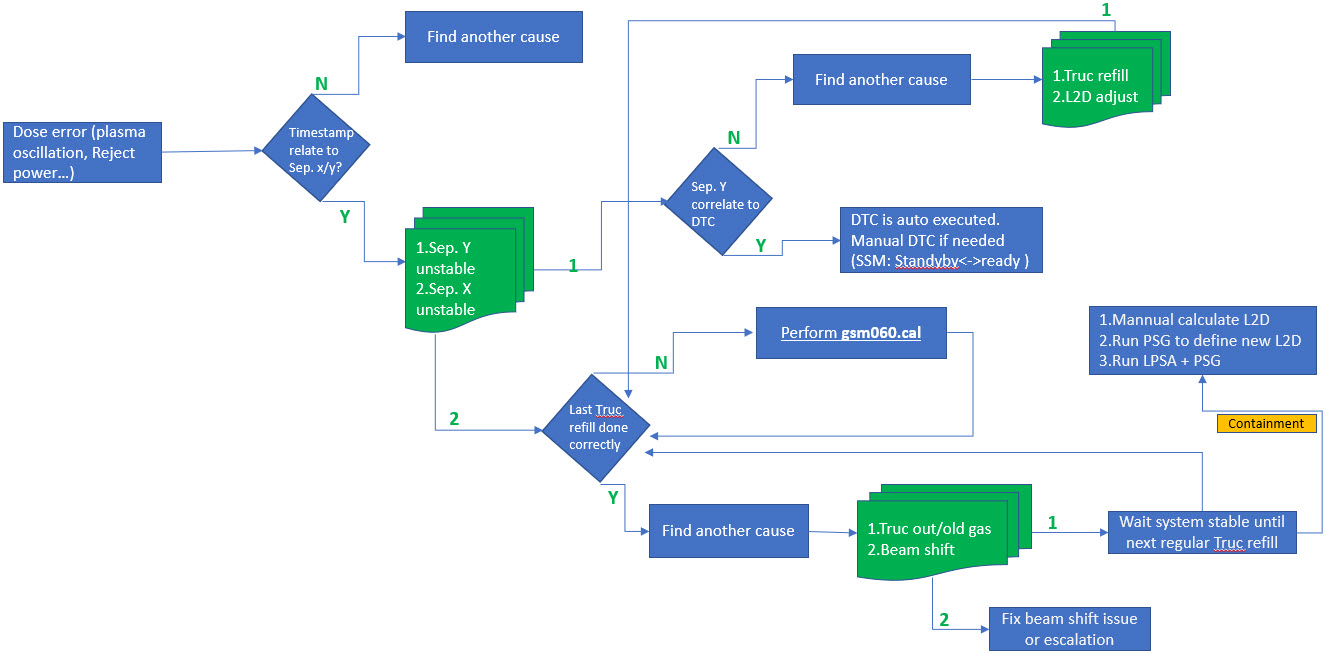 Find another cause
N
Dose error (plasma
oscillation, Reject
power...)
Timestamp
relate to
Sep. x/y?
Y
1.Sep. Y
unstable
2.Sep. X
unstable
1
2
Sep. Y
correlate to
DTC
N
Find another cause
1
1.Truc refill
2.L2D adjust
Y
DTC is auto executed.
Manual DTC if needed
(SSM: Standyby<->ready )
Last Truc
refill done
correctly
N
Perform gsm060.cal
Y
Find another cause
1.Truc out/old gas
2.Beam shift
1
Wait system stable until
next regular Truc refill
Containment
1.Mannual calculate L2D
2.Run PSG to define new L2D
3.Run LPSA + PSG
2
Fix beam shift issue
or escalation